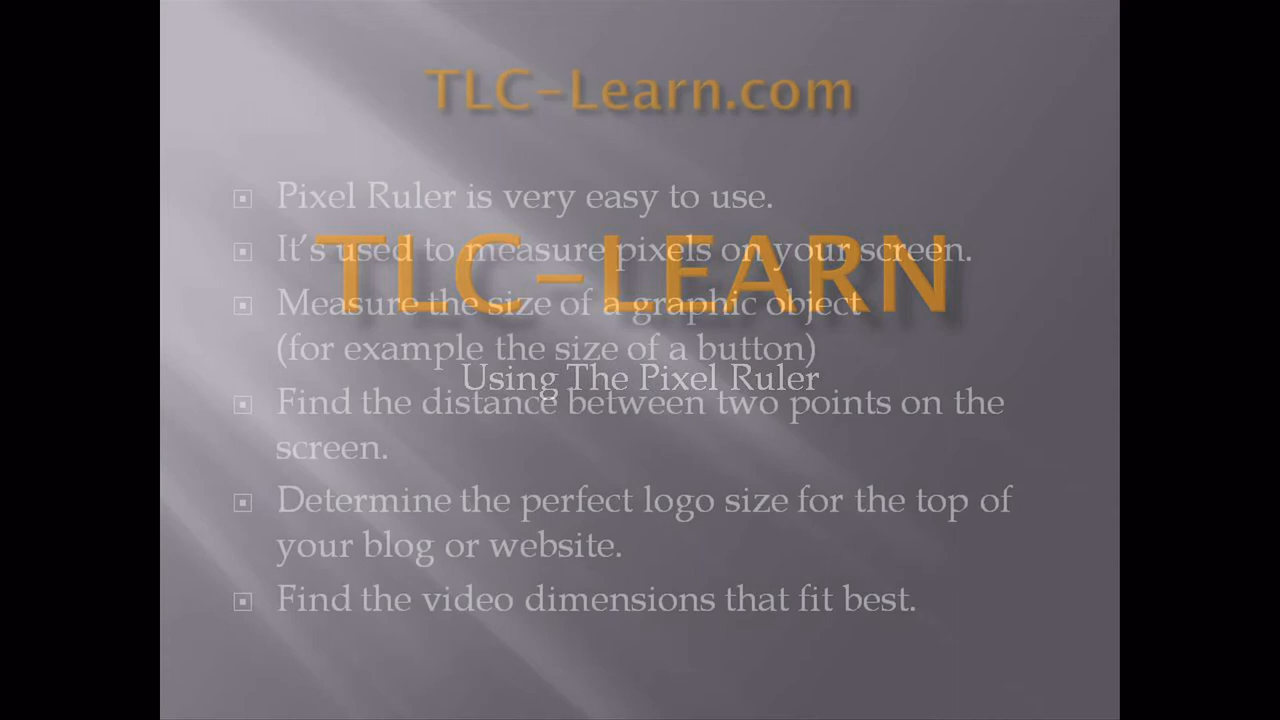 TLC-Learn.com
Pixel Ruler is very easy to use.
It's used to measure pixels on your screen.
TLC-LEARN
Measure the size of a graphic object
(for example the size of a button)
Using The Pixel Ruler
Find the distance between two points on the
screen.
Determine the perfect logo size for the top of
your blog or website.
Find the video dimensions that fit best.